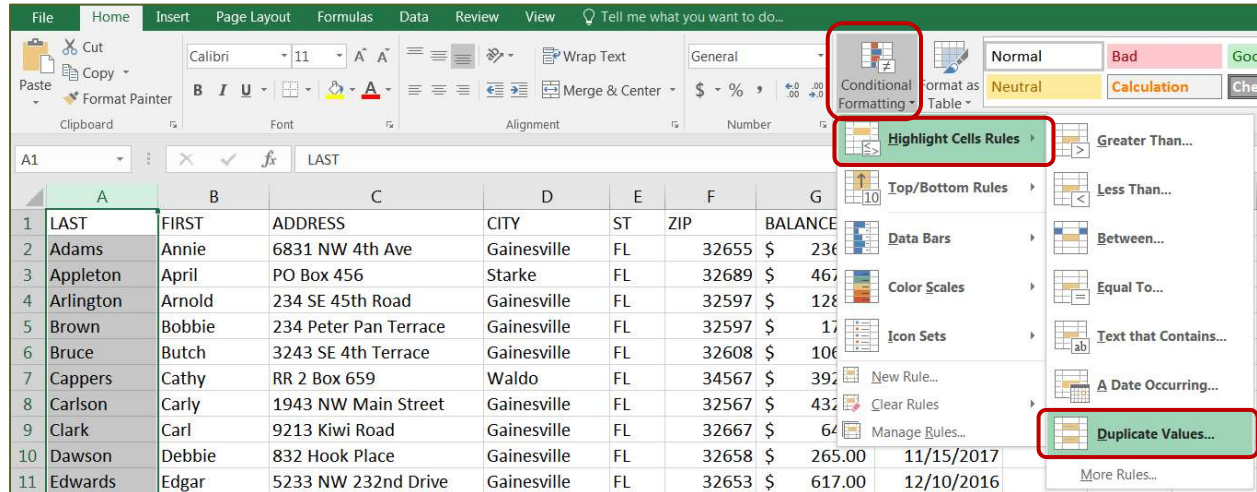 File Home Insert Page Layout Formulas Data Review View Tell me what you want to do...
Cut
Copy
Format Painter
Paste
Clipboard
Calibri 11 A A
B I U A
Font
Wrap Text
Merge & Center
Alignment
General
$ % , .00 .0
Number
Conditional Formatting
Format as Table
Normal Bad
Neutral Calculation
A1 fx LAST
A B C D E F G
1 LAST FIRST ADDRESS CITY ST ZIP BALANCE
2 Adams Annie 6831 NW 4th Ave Gainesville FL 32655 $ 236
3 Appleton April PO Box 456 Starke FL 32689 $ 467
4 Arlington Arnold 234 SE 45th Road Gainesville FL 32597 $ 128
5 Brown Bobbie 234 Peter Pan Terrace Gainesville FL 32597 $ 17
6 Bruce Butch 3243 SE 4th Terrace Gainesville FL 32608 $ 106
7 Cappers Cathy RR 2 Box 659 Waldo FL 34567 $ 392
8 Carlson Carly 1943 NW Main Street Gainesville FL 32567 $ 432
9 Clark Carl 9213 Kiwi Road Gainesville FL 32667 $ 64
10 Dawson Debbie 832 Hook Place Gainesville FL 32658 $ 265.00 11/15/2017
11 Edwards Edgar 5233 NW 232nd Drive Gainesville FL 32653 $ 617.00 12/10/2016
Highlight Cells Rules
Top/Bottom Rules
10
Data Bars
Color Scales
Icon Sets
New Rule...
Clear Rules
Manage Rules...
Greater Than...
Less Than...
Between...
Equal To...
ab Text that Contains...
A Date Occurring...
Duplicate Values...
More Rules...